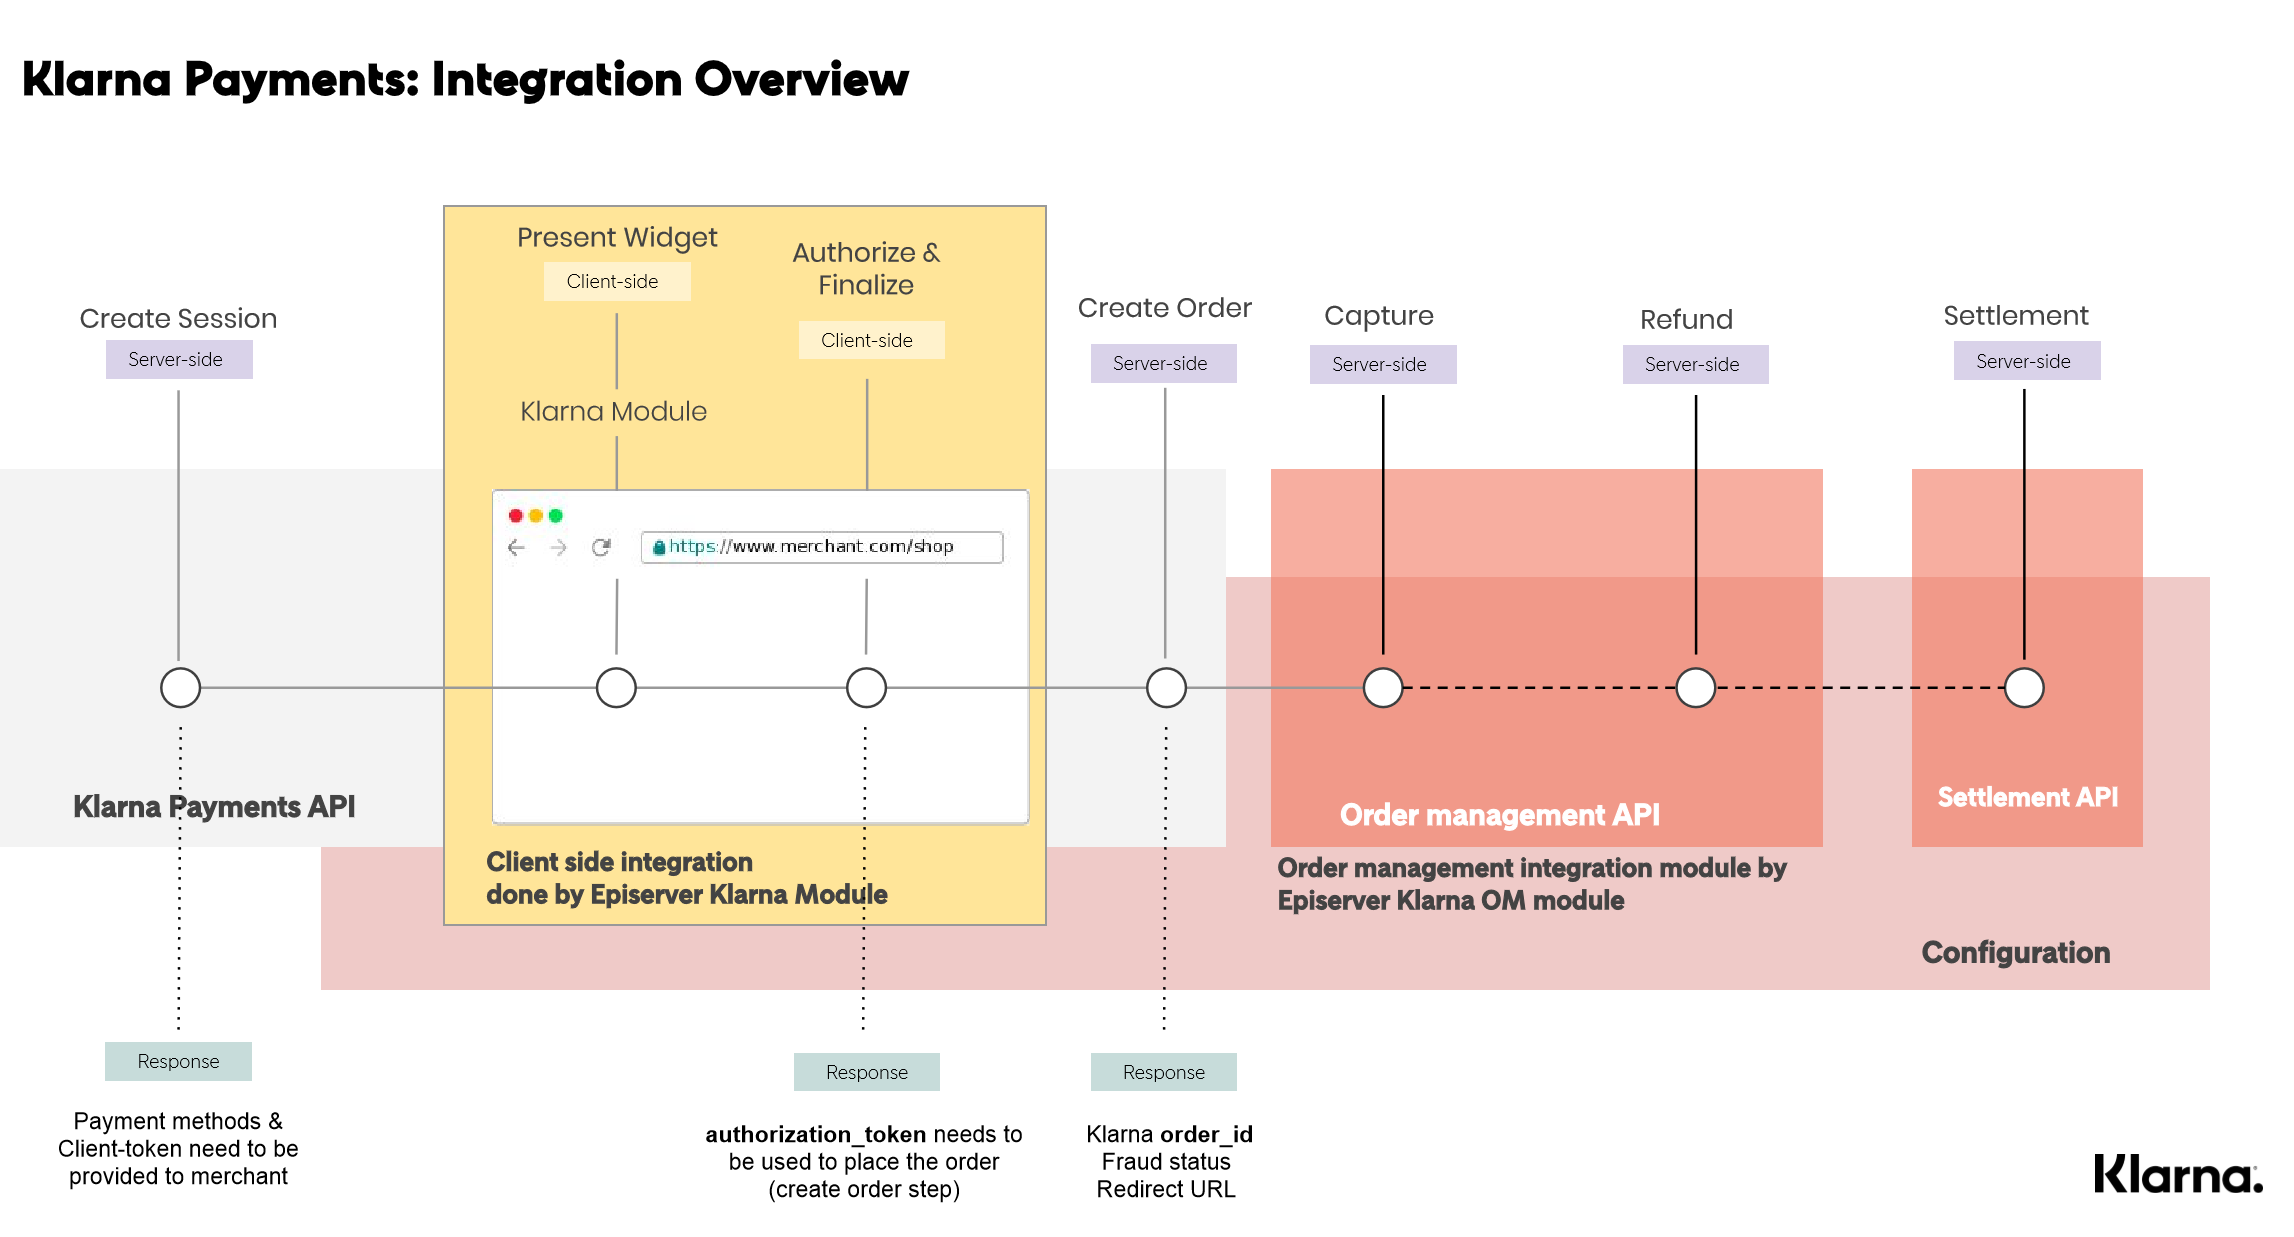 Klarna Payments: Integration Overview
Present Widget
Client-side
Authorize &
Finalize
Client-side
Create Session
Server-side
Klarna Module
Create Order
Server-side
Capture
Server-side
Refund
Server-side
Settlement
Server-side
https://www.merchant.com/shop
Klarna Payments API
Client side integration
done by Episerver Klarna Module
Order management API
Order management integration module by
Episerver Klarna OM module
Settlement API
Configuration
Response
Payment methods &
Client-token need to be
provided to merchant
Response
authorization_token needs to
be used to place the order
(create order step)
Response
Klarna order_id
Fraud status
Redirect URL
Klarna.